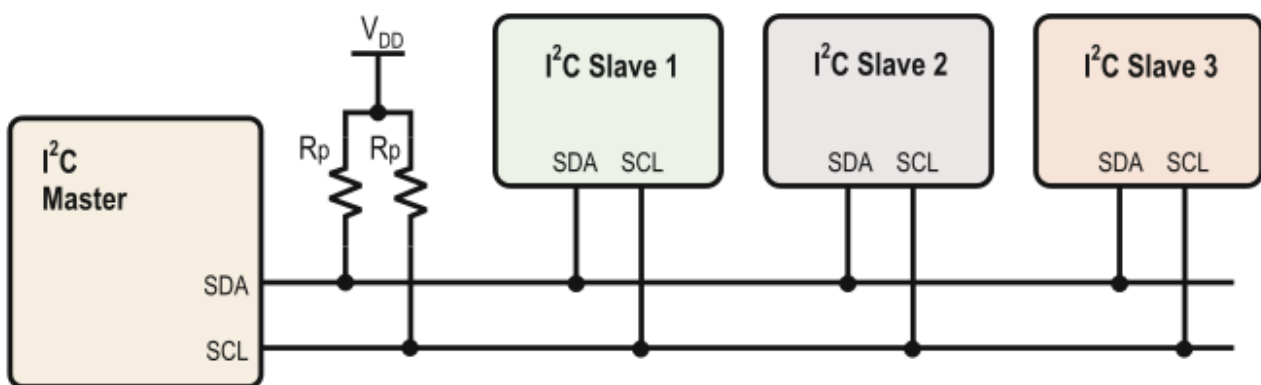 V_DD
I²C Slave 1
I²C Slave 2
I²C Slave 3
I²C
Master
Rp
Rp
SDA
SCL
SDA
SCL
SDA
SCL
SDA
SCL